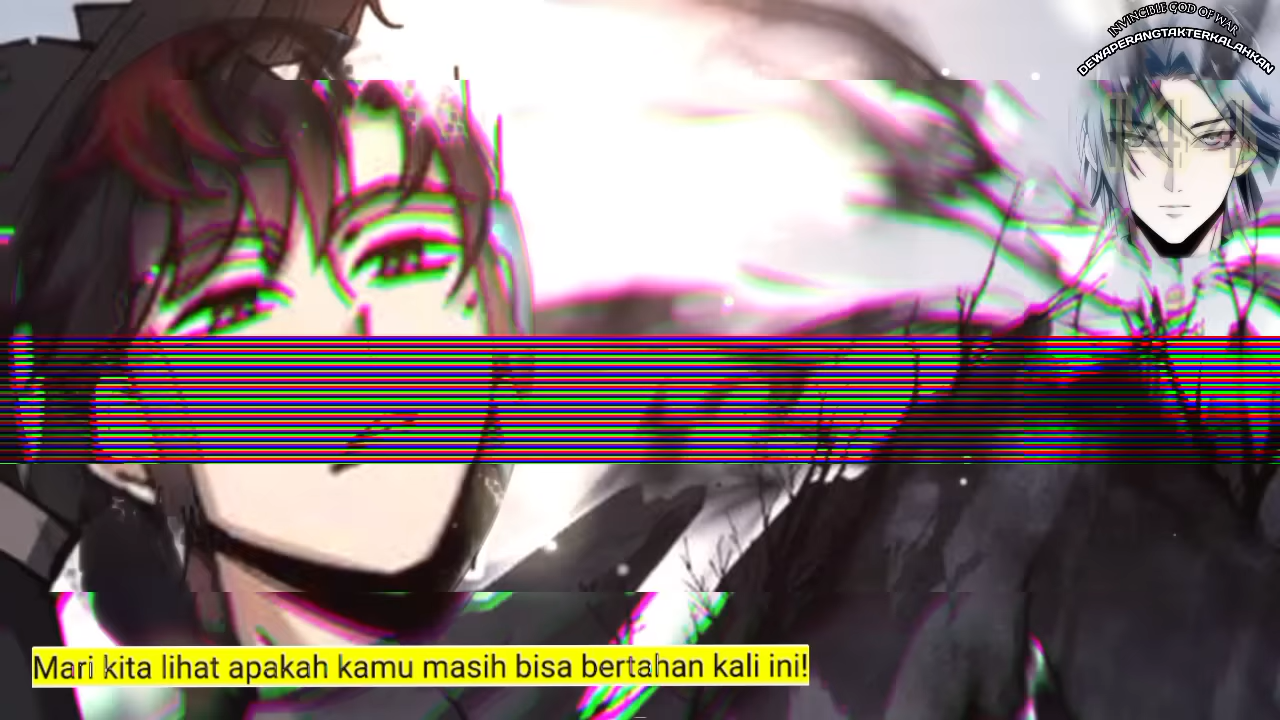 INVINCIBLE GOD OF WAR
DEWAPERANGTAKTERKALAHKAN
Mari kita lihat apakah kamu masih bisa bertahan kali ini!